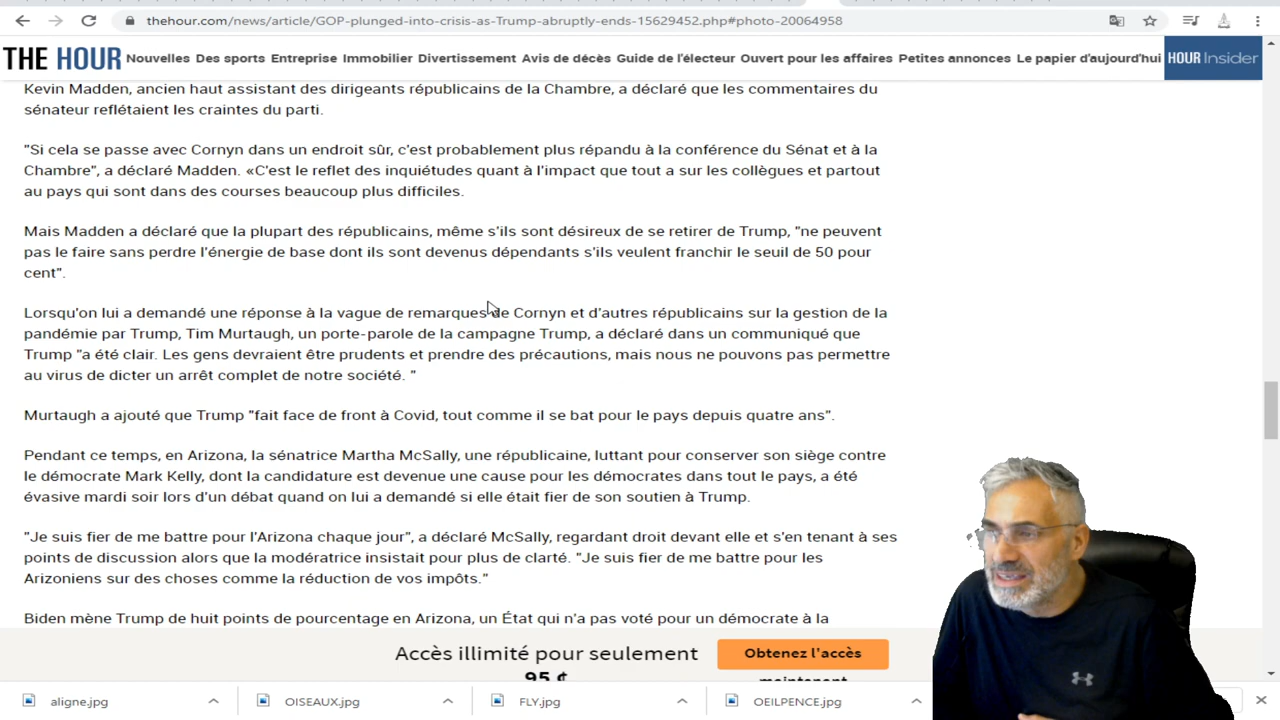 thehour.com/news/article/GOP-plunged-into-crisis-as-Trump-abruptly-ends-15629452.php#photo-20064958
THE HOUR Nouvelles Des sports Entreprise Immobilier Divertissement Avis de décès Guide de l'électeur Ouvert pour les affaires Petites annonces Le papier d'aujourd'hui HOUR Insider
Kevin Madden, ancien haut assistant des dirigeants républicains de la Chambre, a déclaré que les commentaires du
sénateur reflétaient les craintes du parti.
"Si cela se passe avec Cornyn dans un endroit sûr, c'est probablement plus répandu à la conférence du Sénat et à la
Chambre", a déclaré Madden. «C'est le reflet des inquiétudes quant à l'impact que tout a sur les collègues et partout
au pays qui sont dans des courses beaucoup plus difficiles.
Mais Madden a déclaré que la plupart des républicains, même s'ils sont désireux de se retirer de Trump, "ne peuvent
pas le faire sans perdre l'énergie de base dont ils sont devenus dépendants s'ils veulent franchir le seuil de 50 pour
cent".
Lorsqu'on lui a demandé une réponse à la vague de remarques de Cornyn et d'autres républicains sur la gestion de la
pandémie par Trump, Tim Murtaugh, un porte-parole de la campagne Trump, a déclaré dans un communiqué que
Trump "a été clair. Les gens devraient être prudents et prendre des précautions, mais nous ne pouvons pas permettre
au virus de dicter un arrêt complet de notre société. "
Murtaugh a ajouté que Trump "fait face de front à Covid, tout comme il se bat pour le pays depuis quatre ans".
Pendant ce temps, en Arizona, la sénatrice Martha McSally, une républicaine, luttant pour conserver son siège contre
le démocrate Mark Kelly, dont la candidature est devenue une cause pour les démocrates dans tout le pays, a été
évasive mardi soir lors d'un débat quand on lui a demandé si elle était fier de son soutien à Trump.
"Je suis fier de me battre pour l'Arizona chaque jour", a déclaré McSally, regardant droit devant elle et s'en tenant à ses
points de discussion alors que la modératrice insistait pour plus de clarté. "Je suis fier de me battre pour les
Arizoniens sur des choses comme la réduction de vos impôts."
Biden mène Trump de huit points de pourcentage en Arizona, un État qui n'a pas voté pour un démocrate à la
Accès illimité pour seulement
95 ¢
Obtenez l'accès
maintenant
aligne.jpg OISEAUX.jpg FLY.jpg OEILPENCE.jpg